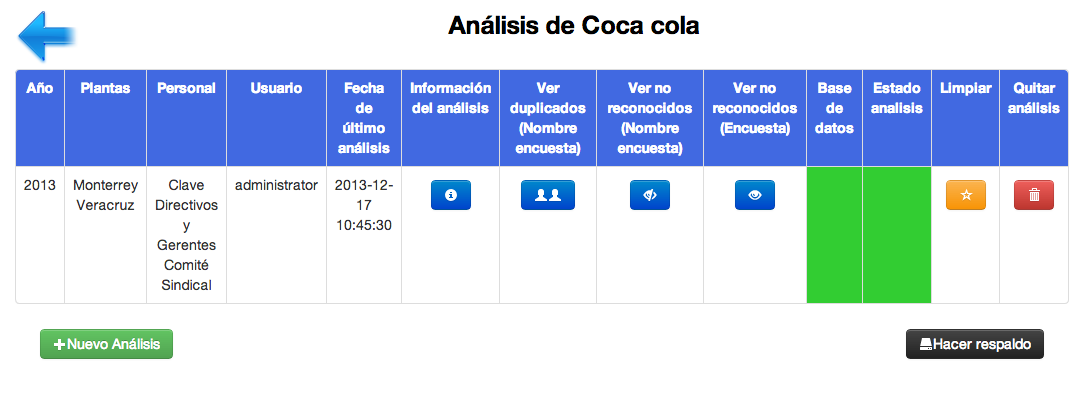 Análisis de Coca cola
Año
Plantas
Personal
Usuario
Fecha
de
último
análisis
Información
del análisis
Ver
duplicados
(Nombre
encuesta)
Ver no
reconocidos
(Nombre
encuesta)
Ver no
reconocidos
(Encuesta)
Base
de
datos
Estado
analisis
Limpiar
Quitar
análisis
2013
Monterrey
Veracruz
Clave
Directivos
y
Gerentes
Comité
Sindical
administrator
2013-12-
17
10:45:30
Nuevo Análisis
Hacer respaldo